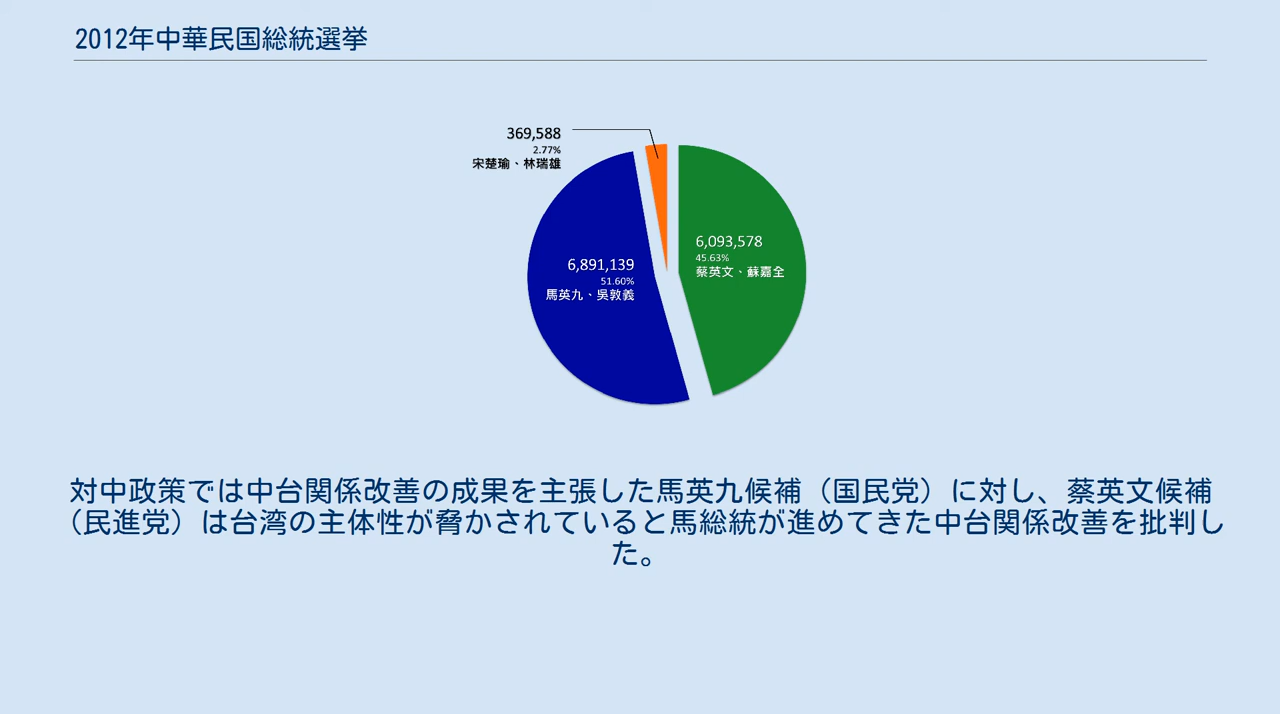 2012年中華民国総統選挙
369,588
2.77%
宋楚瑜、林瑞雄
6,093,578
45.63%
蔡英文、蘇嘉全
6,891,139
51.60%
馬英九、吳敦義
対中政策では中台関係改善の成果を主張した馬英九候補（国民党）に対し、蔡英文候補
（民進党）は台湾の主体性が脅かされていると馬総統が進めてきた中台関係改善を批判し
た。